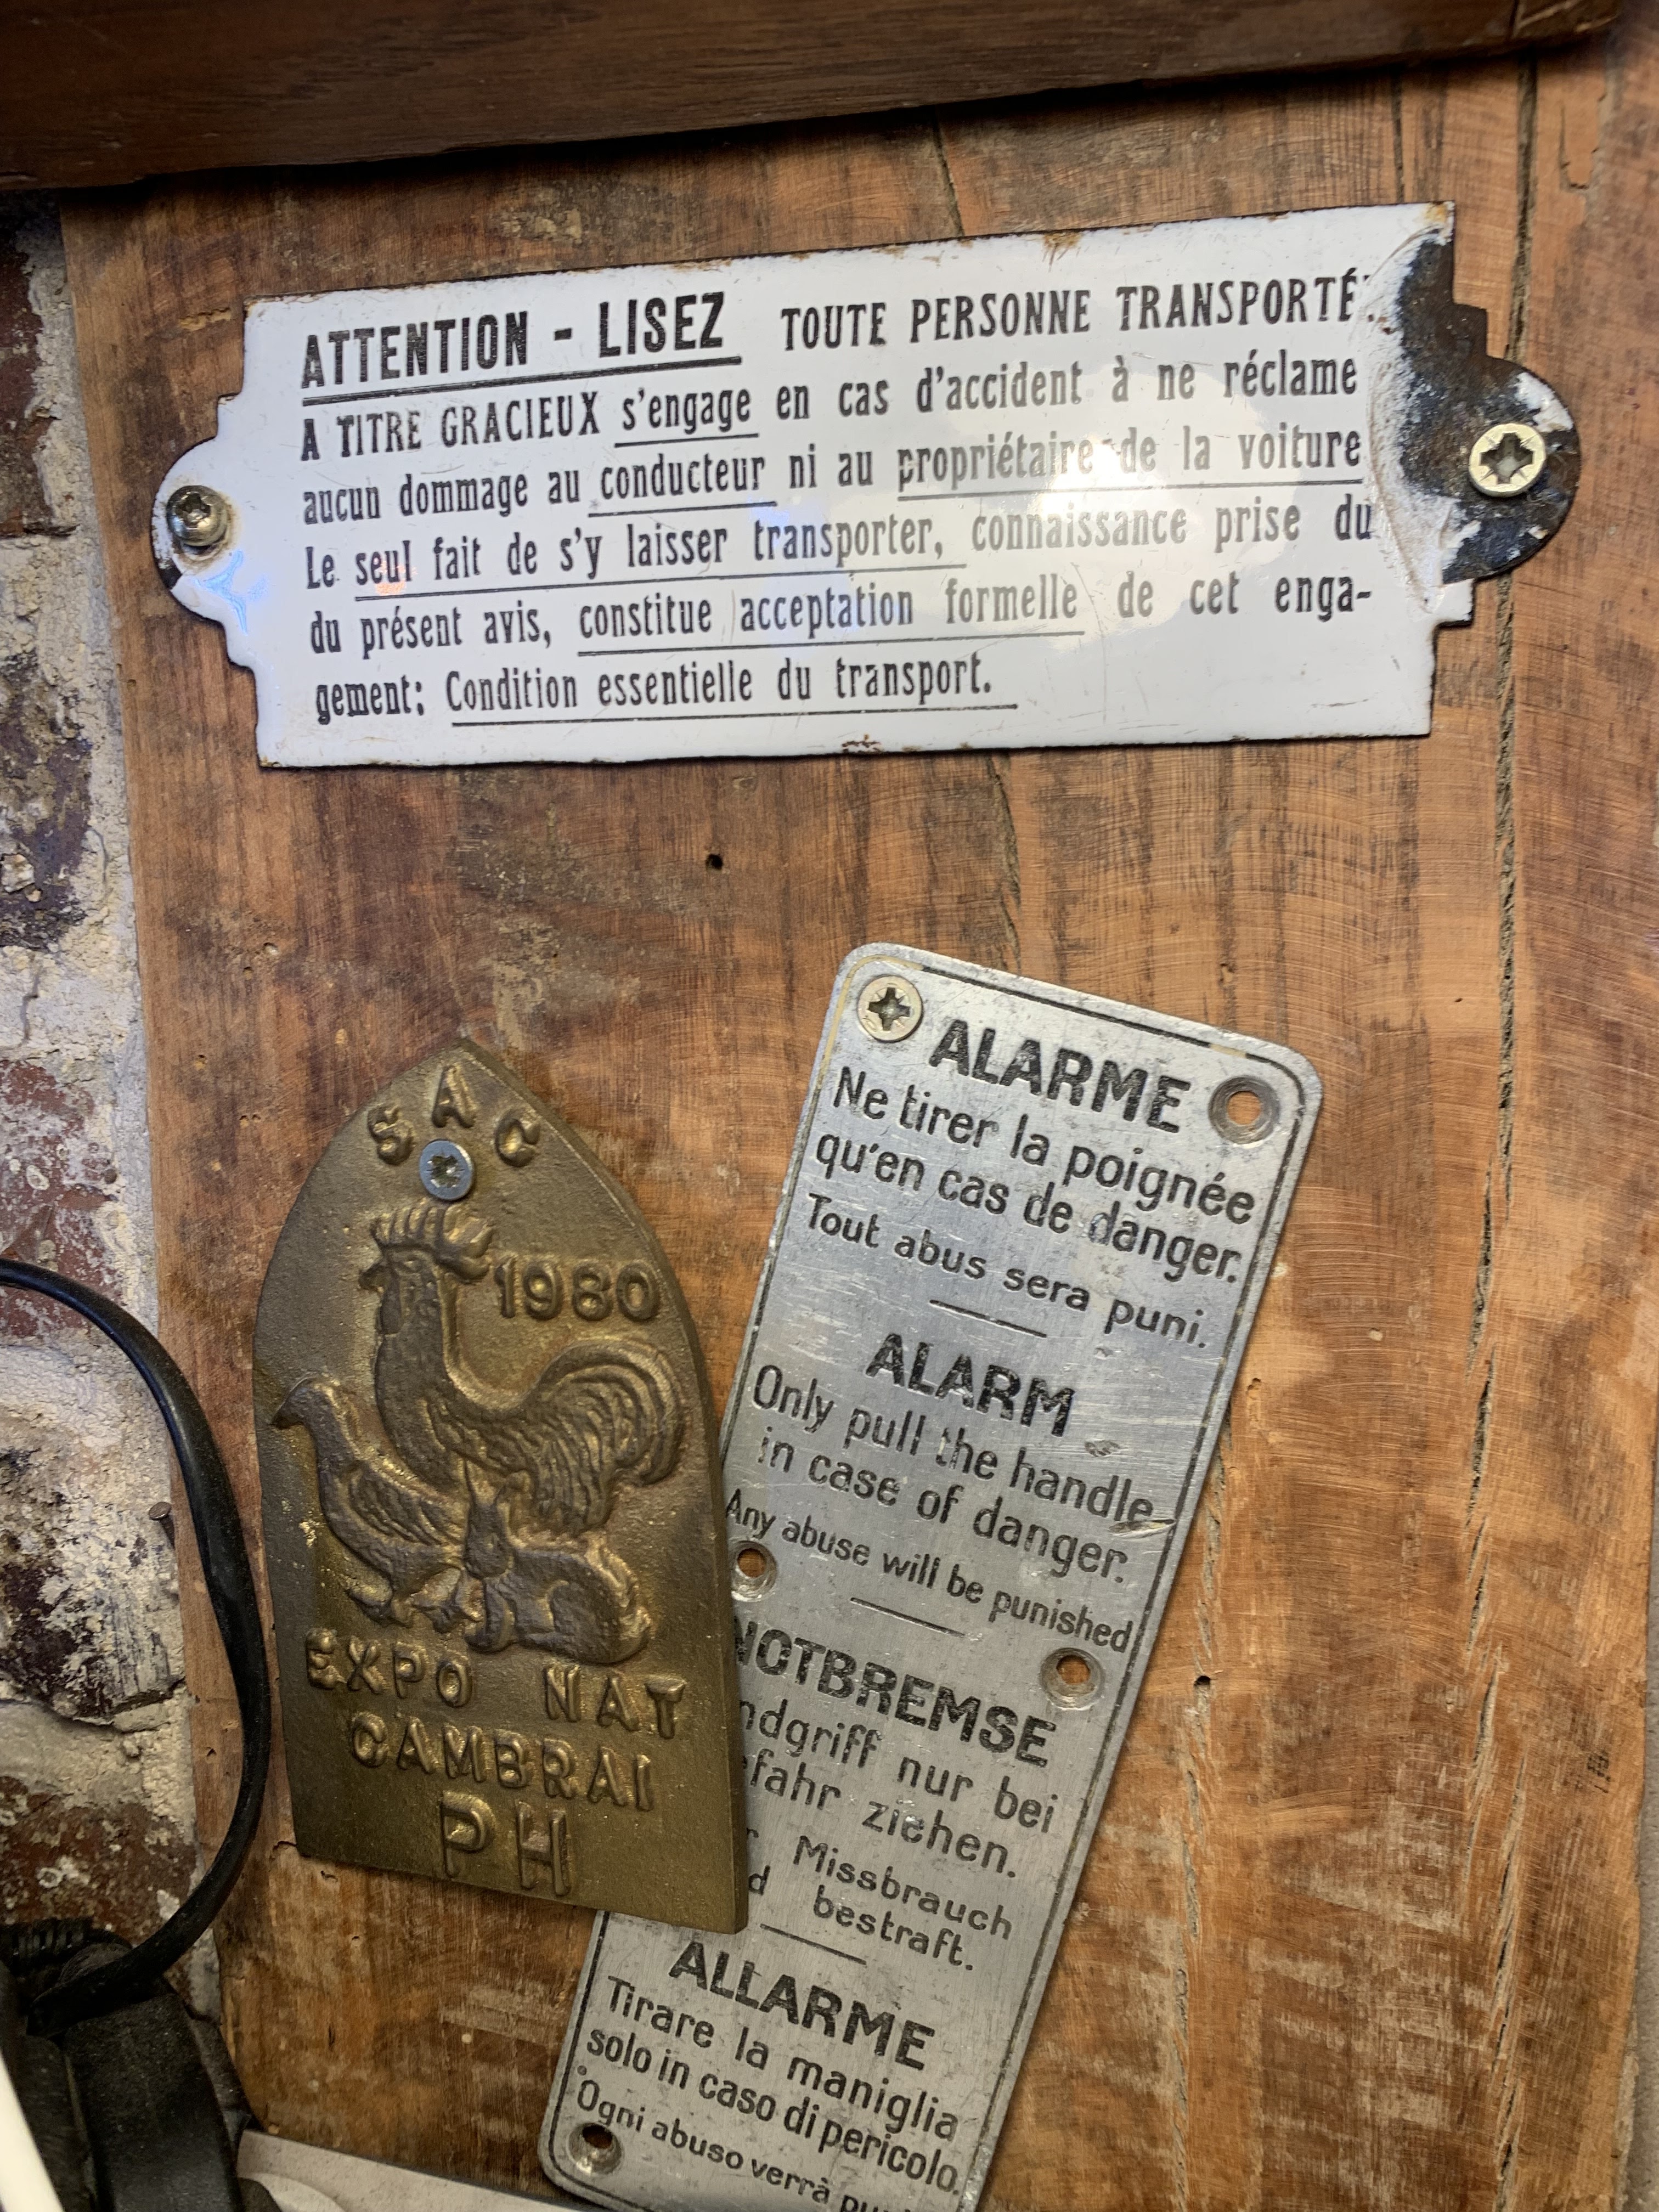 ATTENTION - LISEZ TOUTE PERSONNE TRANSPORTÉ
A TITRE GRACIEUX s'engage en cas d'accident à ne réclame
aucun dommage au conducteur ni au propriétaire de la voiture
Le seul fait de s'y laisser transporter, connaissance prise du
du présent avis, constitue acceptation formelle de cet enga-
gement: Condition essentielle du transport.
SAC
1980
EXPO NAT
CAMBRAI
PH
ALARME
Ne tirer la poignée
qu'en cas de danger.
Tout abus sera puni.
ALARM
Only pull the handle
in case of danger.
Any abuse will be punished
NOTBREMSE
ndgriff nur bei
fahr ziehen.
r Missbrauch
d bestraft.
ALLARME
Tirare la maniglia
solo in caso di pericolo.
Ogni abuso verrà